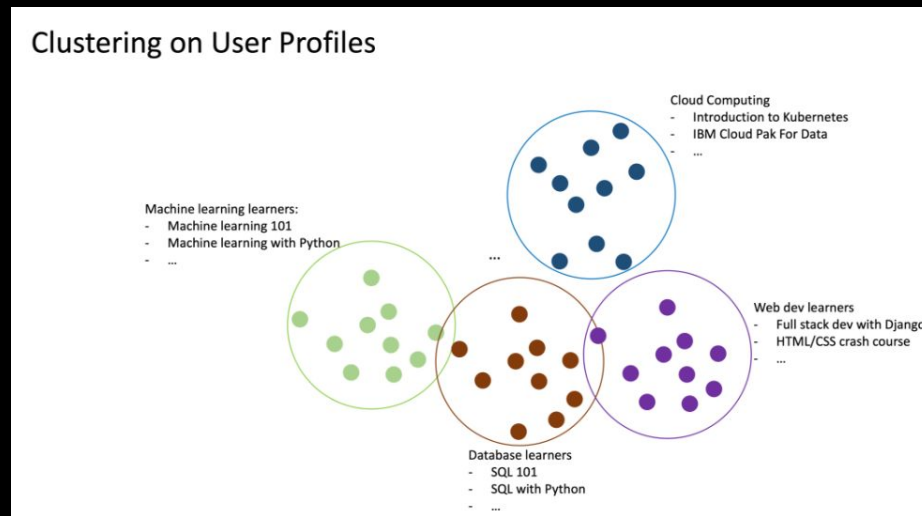 Clustering on User Profiles
Cloud Computing
- Introduction to Kubernetes
- IBM Cloud Pak For Data
- ...
Machine learning learners:
- Machine learning 101
- Machine learning with Python
- ...
...
Web dev learners
- Full stack dev with Django
- HTML/CSS crash course
- ...
Database learners
- SQL 101
- SQL with Python
- ...